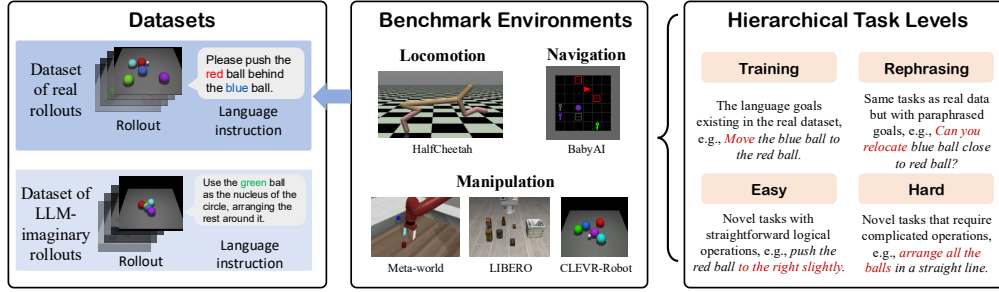 Datasets
Dataset
of real
rollouts
Please push the
red ball behind
the blue ball.
Rollout
Language
instruction
Dataset of
LLM-
imaginary
rollouts
Use the green ball
as the nucleus of the
circle, arranging the
rest around it.
Rollout
Language
instruction
Benchmark Environments
Locomotion
HalfCheetah
Navigation
BabyAI
Manipulation
Meta-world
LIBERO
CLEVR-Robot
Hierarchical Task Levels
Training
The language goals
existing in the real dataset,
e.g., Move the blue ball to
the red ball.
Rephrasing
Same tasks as real data
but with paraphrased
goals, e.g., Can you
relocate blue ball close
to red ball?
Easy
Novel tasks with
straightforward logical
operations, e.g., push the
red ball to the right slightly.
Hard
Novel tasks that require
complicated operations,
e.g., arrange all the
balls in a straight line.